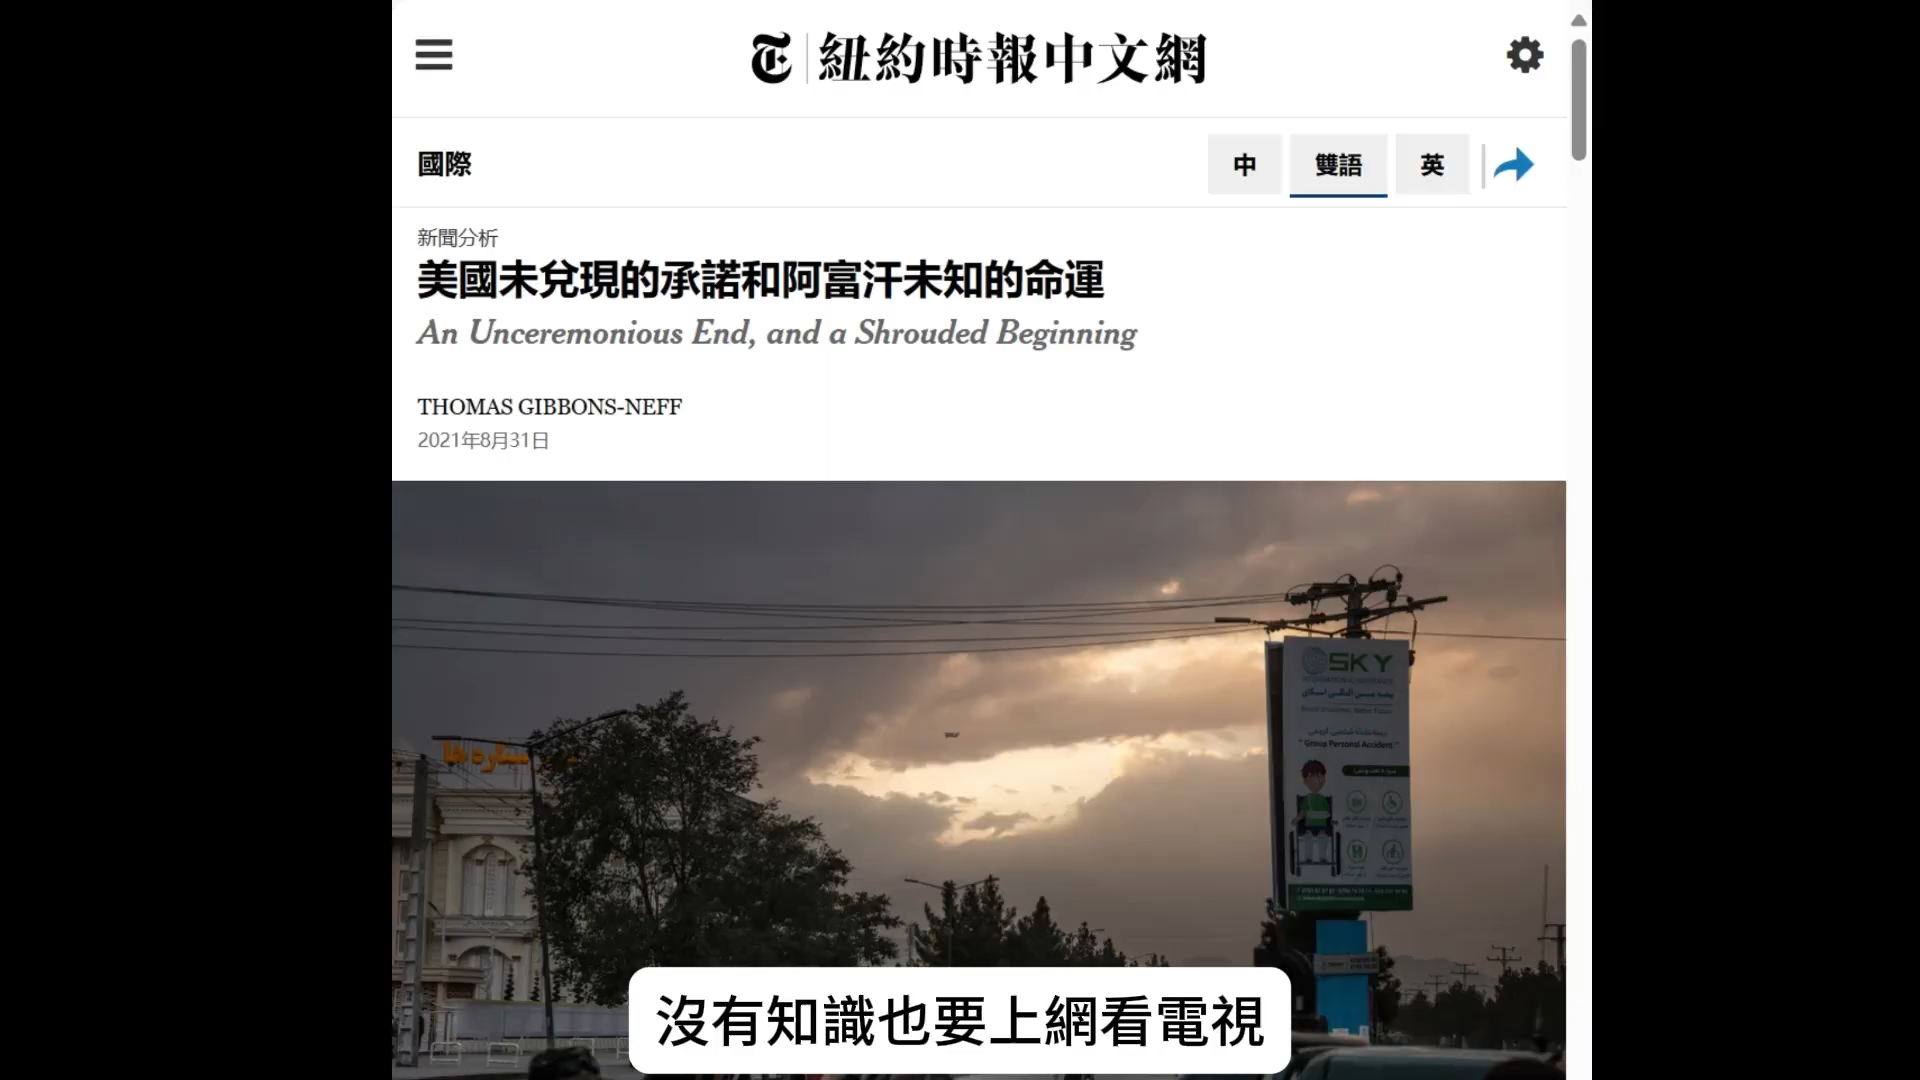 紐約時報中文網
國際
中 雙語 英
新聞分析
美國未兌現的承諾和阿富汗未知的命運
An Unceremonious End, and a Shrouded Beginning
THOMAS GIBBONS-NEFF
2021年8月31日
SKY
"Group Personal Accident"
沒有知識也要上網看電視